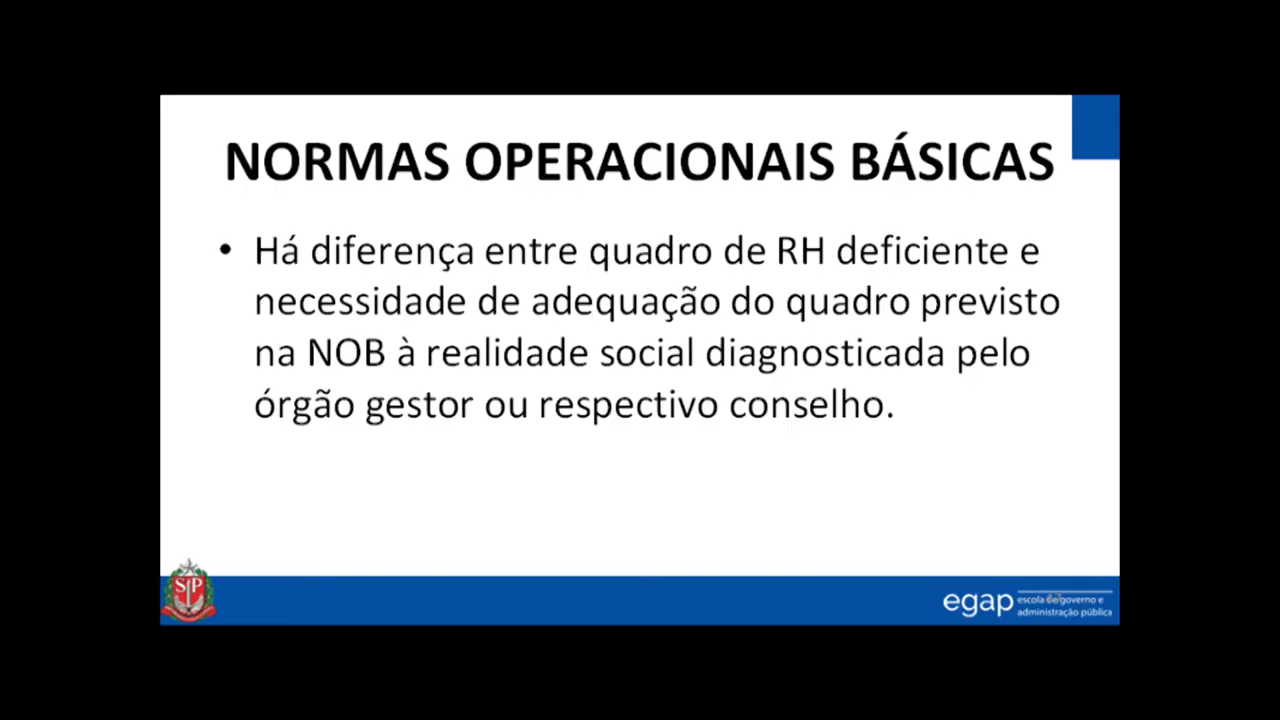 NORMAS OPERACIONAIS BÁSICAS
• Há diferença entre quadro de RH deficiente e
necessidade de adequação do quadro previsto
na NOB à realidade social diagnosticada pelo
órgão gestor ou respectivo conselho.
SP
egap
escola de governo e
administração pública